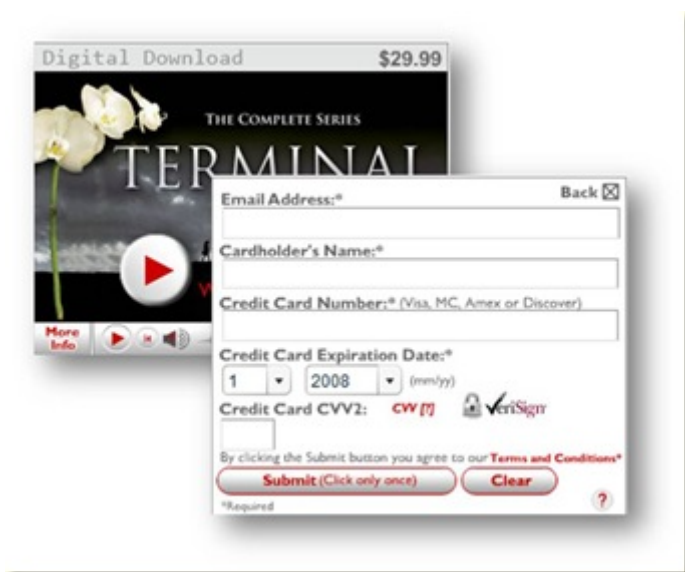 Digital Download $29.99
THE COMPLETE SERIES
TERMINAL
More
Info
Back
Email Address:*
Cardholder's Name:*
Credit Card Number:* (Visa, MC, Amex or Discover)
Credit Card Expiration Date:*
1 2008 (mm/yy)
Credit Card CVV2: CVV [?] VeriSign
By clicking the Submit button you agree to our Terms and Conditions*
Submit (Click only once) Clear
*Required
?